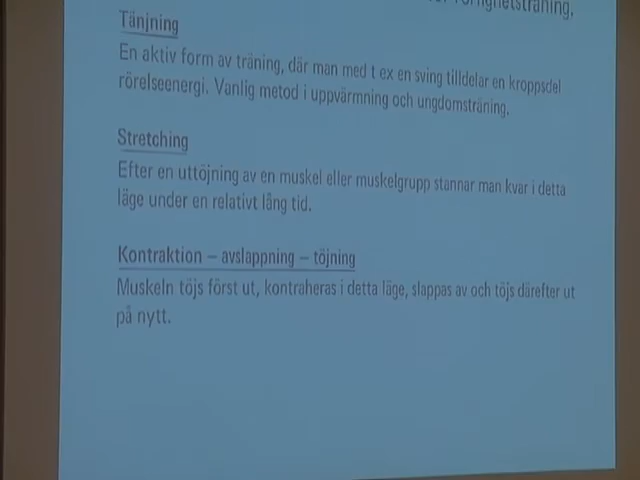 rörlighetsträning.
Tänjning
En aktiv form av träning, där man med t ex en sving tilldelar en kroppsdel
rörelseenergi. Vanlig metod i uppvärmning och ungdomsträning.
Stretching
Efter en uttöjning av en muskel eller muskelgrupp stannar man kvar i detta
läge under en relativt lång tid.
Kontraktion – avslappning – töjning
Muskeln töjs först ut, kontraheras i detta läge, slappas av och töjs därefter ut
på nytt.